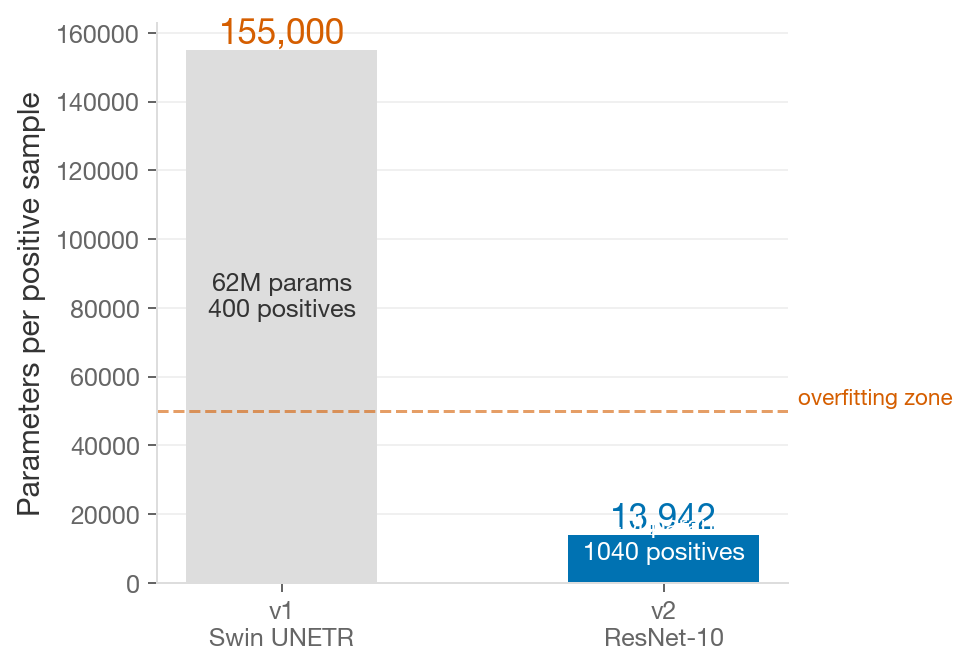 Parameters per positive sample
160000
140000
120000
100000
80000
60000
40000
20000
0
155,000
62M params
400 positives
overfitting zone
13,942
1040 positives
v1
Swin UNETR
v2
ResNet-10